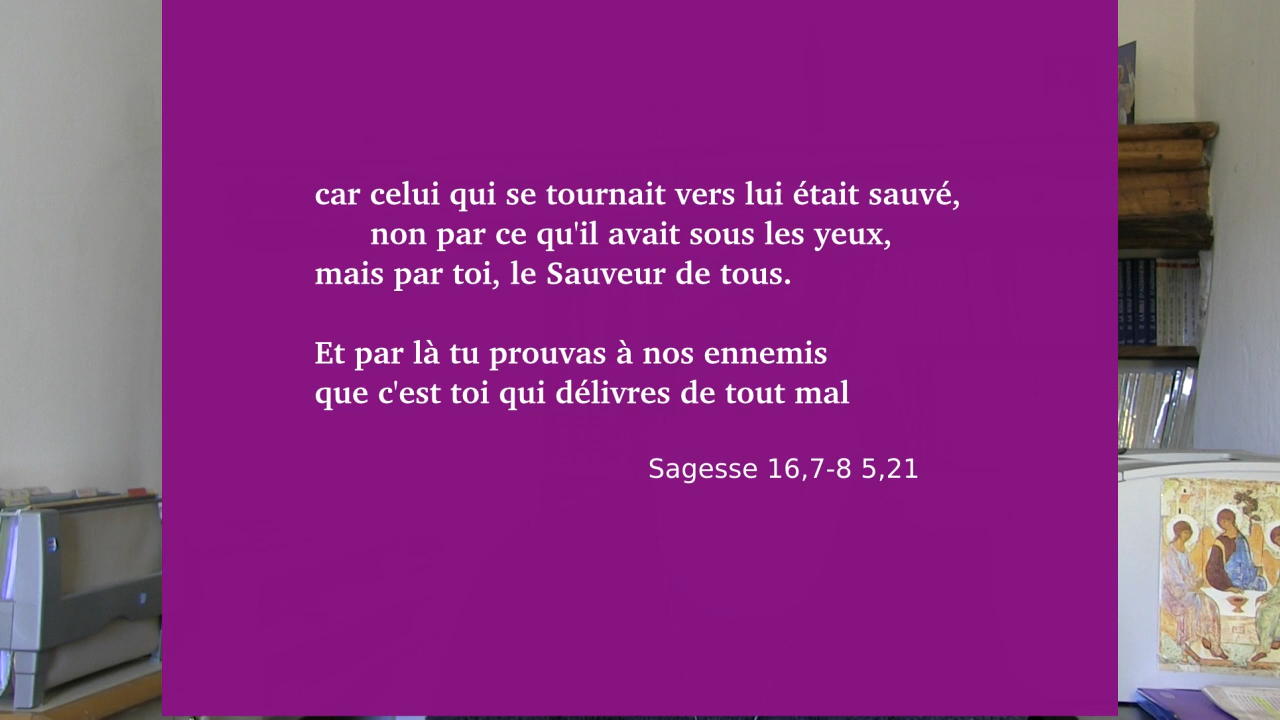 car celui qui se tournait vers lui était sauvé,
non par ce qu'il avait sous les yeux,
mais par toi, le Sauveur de tous.
Et par là tu prouvas à nos ennemis
que c'est toi qui délivres de tout mal
Sagesse 16,7-8 5,21